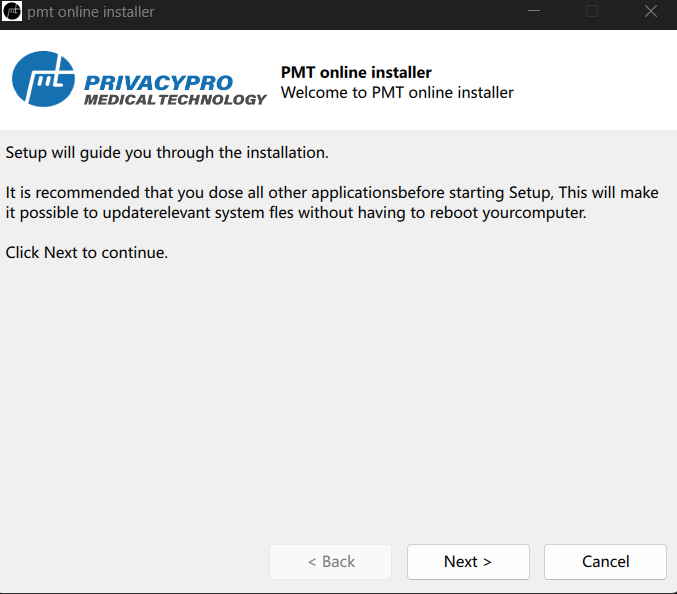 pmt online installer
PRIVACYPRO
MEDICAL TECHNOLOGY
PMT online installer
Welcome to PMT online installer
Setup will guide you through the installation.
It is recommended that you dose all other applicationsbefore starting Setup, This will make
it possible to updaterelevant system fles without having to reboot yourcomputer.
Click Next to continue.
< Back
Next >
Cancel